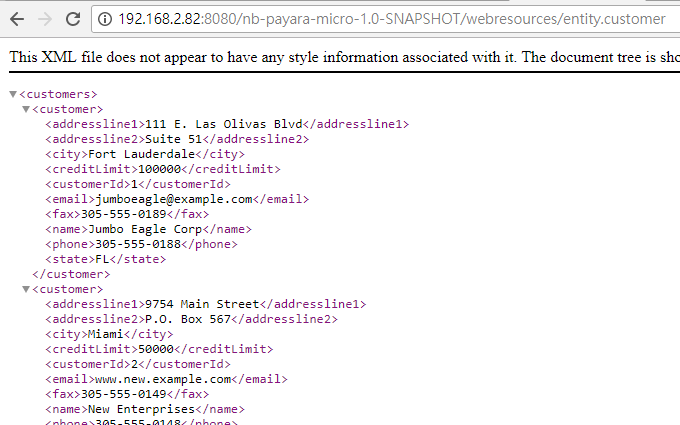 192.168.2.82:8080/nb-payara-micro-1.0-SNAPSHOT/webresources/entity.customer
This XML file does not appear to have any style information associated with it. The document tree is sho
<customers>
<customer>
<addressline1>111 E. Las Olivas Blvd</addressline1>
<addressline2>Suite 51</addressline2>
<city>Fort Lauderdale</city>
<creditLimit>100000</creditLimit>
<customerId>1</customerId>
<email>jumboeagle@example.com</email>
<fax>305-555-0189</fax>
<name>Jumbo Eagle Corp</name>
<phone>305-555-0188</phone>
<state>FL</state>
</customer>
<customer>
<addressline1>9754 Main Street</addressline1>
<addressline2>P.O. Box 567</addressline2>
<city>Miami</city>
<creditLimit>50000</creditLimit>
<customerId>2</customerId>
<email>www.new.example.com</email>
<fax>305-555-0149</fax>
<name>New Enterprises</name>
<phone>305-555-0148</phone>